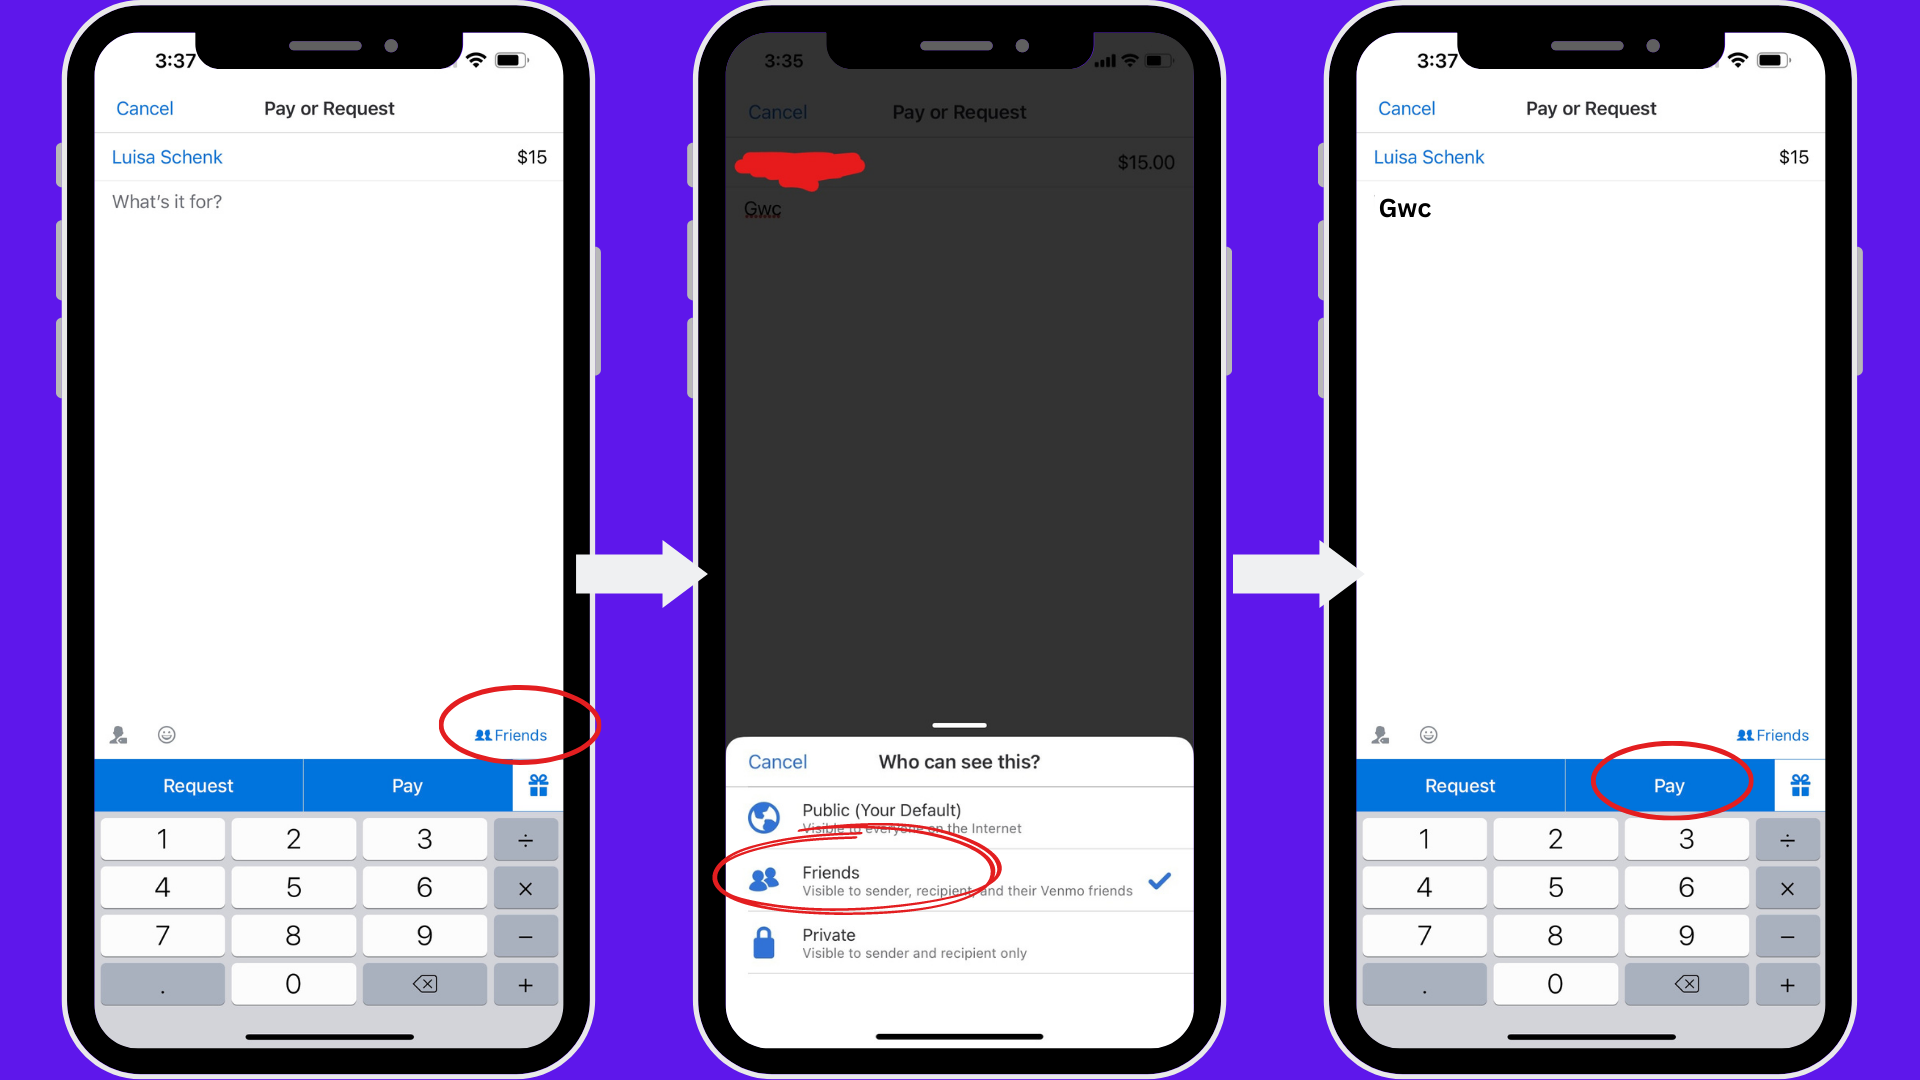 3:37
Cancel Pay or Request
Luisa Schenk $15
What's it for?
Friends
Request Pay
1 2 3 ÷
4 5 6 ×
7 8 9 −
. 0 +
3:35
Cancel Pay or Request
$15.00
Gwc
Cancel Who can see this?
Public (Your Default)
Visible to everyone on the Internet
Friends
Visible to sender, recipient, and their Venmo friends
Private
Visible to sender and recipient only
3:37
Cancel Pay or Request
Luisa Schenk $15
Gwc
Friends
Request Pay
1 2 3 ÷
4 5 6 ×
7 8 9 −
. 0 +